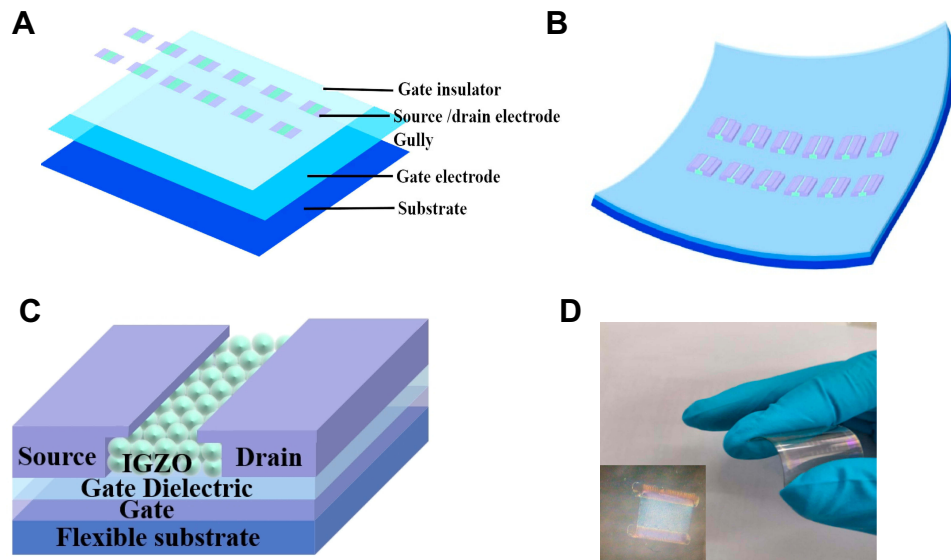 A
B
Gate insulator
Source /drain electrode
Gully
Gate electrode
Substrate
C
D
Source
IGZO
Drain
Gate Dielectric
Gate
Flexible substrate